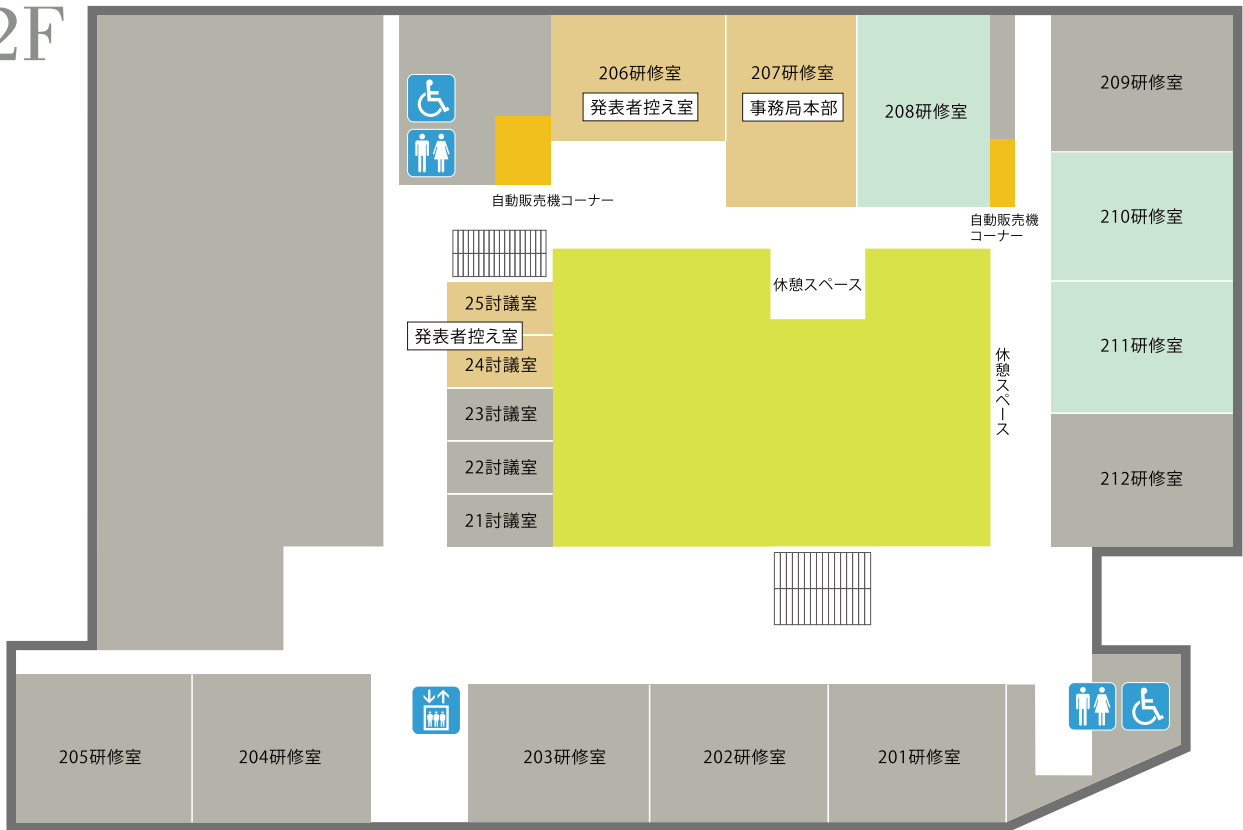 2F
206研修室
発表者控え室
207研修室
事務局本部
208研修室
209研修室
自動販売機コーナー
自動販売機
コーナー
210研修室
休憩スペース
25討議室
発表者控え室
24討議室
休憩スペース
211研修室
23討議室
22討議室
21討議室
212研修室
205研修室
204研修室
203研修室
202研修室
201研修室